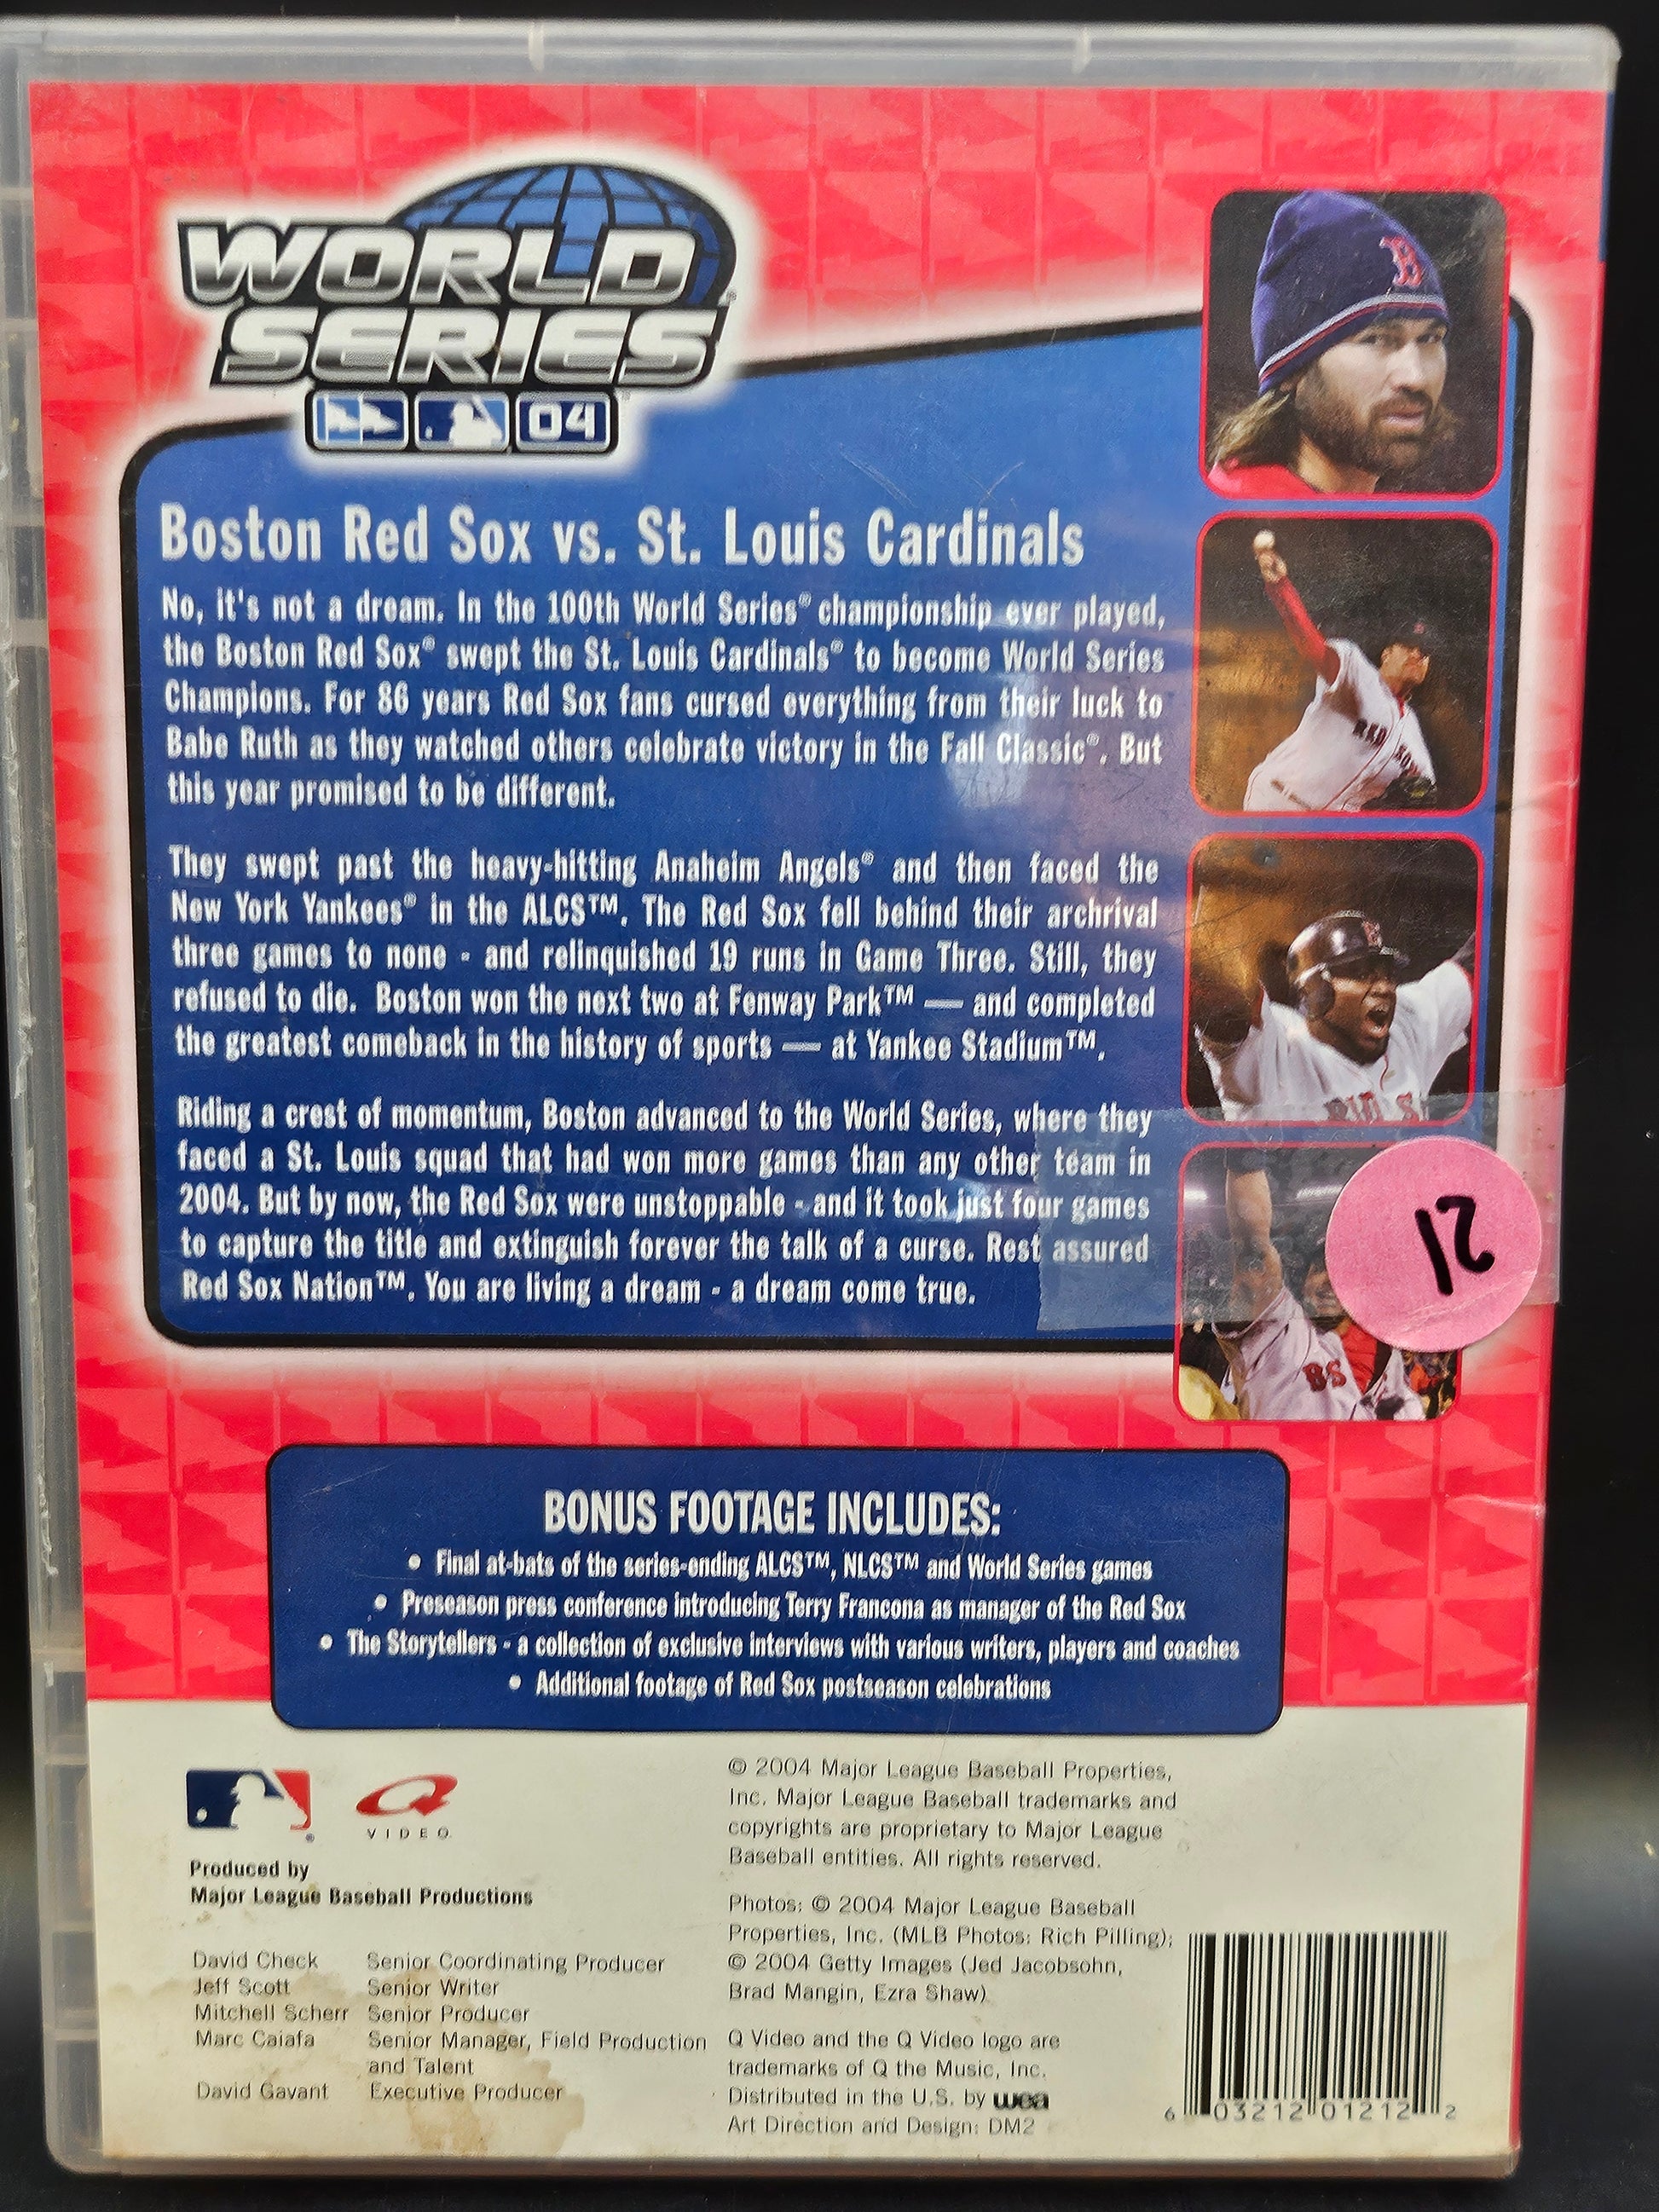 WORLD
SERIES
04
Boston Red Sox vs. St. Louis Cardinals
No, it's not a dream. In the 100th World Series® championship ever played,
the Boston Red Sox® swept the St. Louis Cardinals® to become World Series
Champions. For 86 years Red Sox fans cursed everything from their luck to
Babe Ruth as they watched others celebrate victory in the Fall Classic®. But
this year promised to be different.
They swept past the heavy-hitting Anaheim Angels® and then faced the
New York Yankees® in the ALCS™. The Red Sox fell behind their archrival
three games to none - and relinquished 19 runs in Game Three. Still, they
refused to die. Boston won the next two at Fenway Park™ — and completed
the greatest comeback in the history of sports — at Yankee Stadium™.
Riding a crest of momentum, Boston advanced to the World Series, where they
faced a St. Louis squad that had won more games than any other team in
2004. But by now, the Red Sox were unstoppable - and it took just four games
to capture the title and extinguish forever the talk of a curse. Rest assured
Red Sox Nation™. You are living a dream - a dream come true.
B
RED SOX
RED S
21
BS
BONUS FOOTAGE INCLUDES:
• Final at-bats of the series-ending ALCS™, NLCS™ and World Series games
• Preseason press conference introducing Terry Francona as manager of the Red Sox
• The Storytellers - a collection of exclusive interviews with various writers, players and coaches
• Additional footage of Red Sox postseason celebrations
Q
VIDEO
Produced by
Major League Baseball Productions
David Check Senior Coordinating Producer
Jeff Scott Senior Writer
Mitchell Scherr Senior Producer
Marc Caiafa Senior Manager, Field Production
and Talent
David Gavant Executive Producer
© 2004 Major League Baseball Properties,
Inc. Major League Baseball trademarks and
copyrights are proprietary to Major League
Baseball entities. All rights reserved.
Photos: © 2004 Major League Baseball
Properties, Inc. (MLB Photos: Rich Pilling);
© 2004 Getty Images (Jed Jacobsohn,
Brad Mangin, Ezra Shaw)
Q Video and the Q Video logo are
trademarks of Q the Music, Inc.
Distributed in the U.S. by wea
Art Direction and Design: DM2
6 03212 01212 2